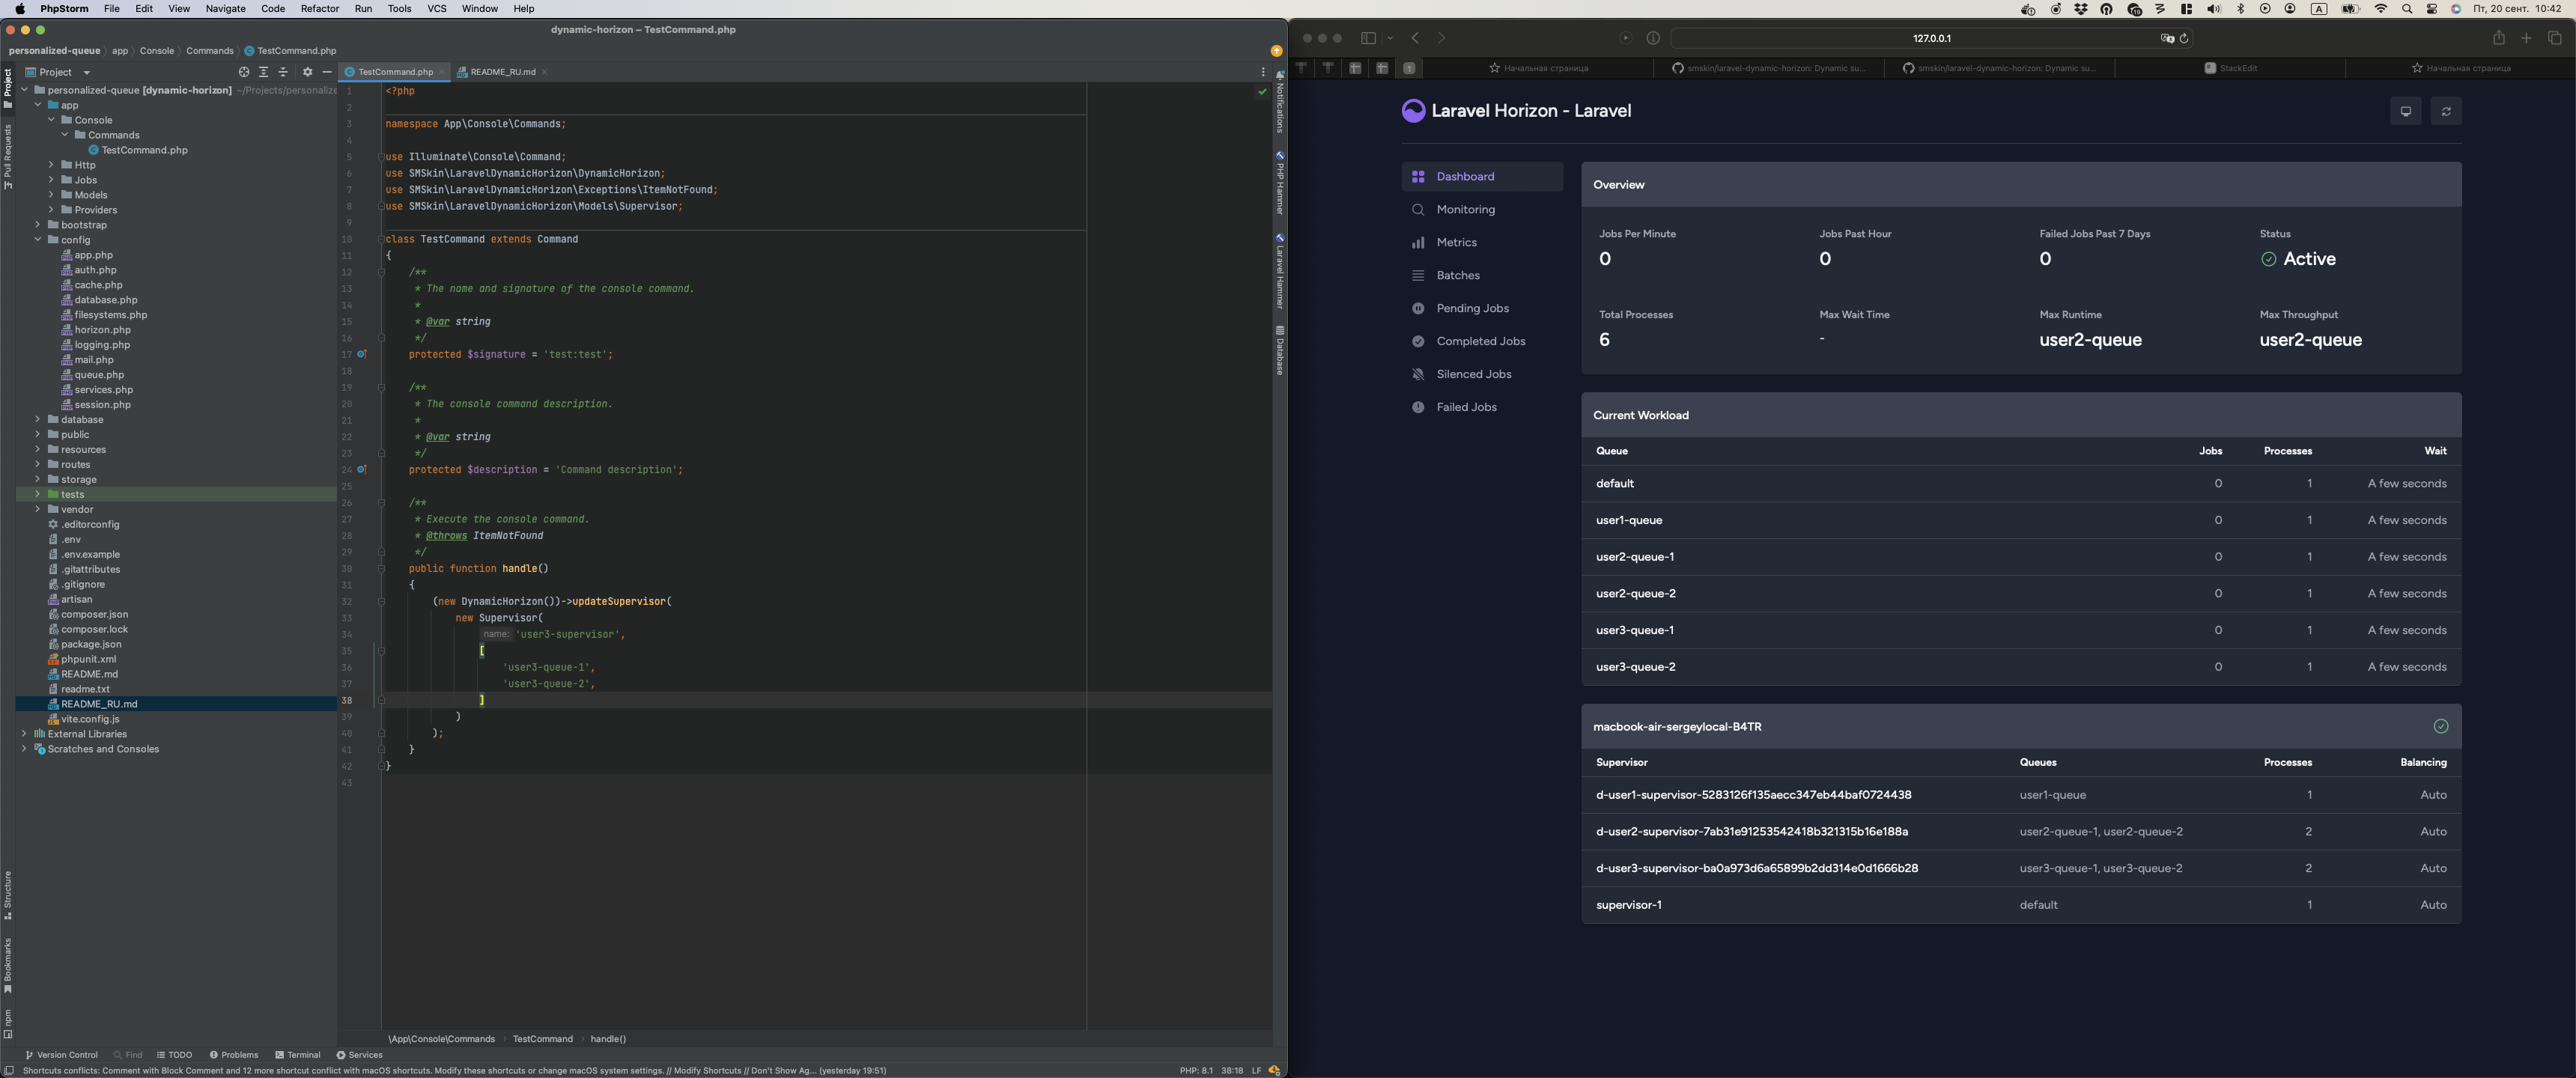 PhpStorm File Edit View Navigate Code Refactor Run Tools VCS Window Help
Пт, 20 сент. 10:42
dynamic-horizon – TestCommand.php
personalized-queue app Console Commands TestCommand.php
Project
TestCommand.php README_RU.md
personalized-queue [dynamic-horizon] ~/Projects/personalize
app
Console
Commands
TestCommand.php
Http
Jobs
Models
Providers
bootstrap
config
app.php
auth.php
cache.php
database.php
filesystems.php
horizon.php
logging.php
mail.php
queue.php
services.php
session.php
database
public
resources
routes
storage
tests
vendor
.editorconfig
.env
.env.example
.gitattributes
.gitignore
artisan
composer.json
composer.lock
package.json
phpunit.xml
README.md
readme.txt
README_RU.md
vite.config.js
External Libraries
Scratches and Consoles
Project
Pull Requests
Structure
Bookmarks
npm
1 <?php
2
3 namespace App\Console\Commands;
4
5 use Illuminate\Console\Command;
6 use SMSkin\LaravelDynamicHorizon\DynamicHorizon;
7 use SMSkin\LaravelDynamicHorizon\Exceptions\ItemNotFound;
8 use SMSkin\LaravelDynamicHorizon\Models\Supervisor;
9
10 class TestCommand extends Command
11 {
12 /**
13 * The name and signature of the console command.
14 *
15 * @var string
16 */
17 protected $signature = 'test:test';
18
19 /**
20 * The console command description.
21 *
22 * @var string
23 */
24 protected $description = 'Command description';
25
26 /**
27 * Execute the console command.
28 * @throws ItemNotFound
29 */
30 public function handle()
31 {
32 (new DynamicHorizon())->updateSupervisor(
33 new Supervisor(
34 name: 'user3-supervisor',
35 [
36 'user3-queue-1',
37 'user3-queue-2',
38 ]
39 )
40 );
41 }
42 }
43
Notifications
PHP Hammer
Laravel Hammer
Database
\App\Console\Commands TestCommand handle()
Version Control Find TODO Problems Terminal Services
Shortcuts conflicts: Comment with Block Comment and 12 more shortcut conflict with macOS shortcuts. Modify these shortcuts or change macOS system settings. // Modify Shortcuts // Don't Show Ag... (yesterday 19:51)
PHP: 8.1 38:18 LF
127.0.0.1
Начальная страница
smskin/laravel-dynamic-horizon: Dynamic su...
smskin/laravel-dynamic-horizon: Dynamic su...
StackEdit
Начальная страница
Laravel Horizon - Laravel
Dashboard
Monitoring
Metrics
Batches
Pending Jobs
Completed Jobs
Silenced Jobs
Failed Jobs
Overview
Jobs Per Minute Jobs Past Hour Failed Jobs Past 7 Days Status
0 0 0 Active
Total Processes Max Wait Time Max Runtime Max Throughput
6 - user2-queue user2-queue
Current Workload
Queue Jobs Processes Wait
default 0 1 A few seconds
user1-queue 0 1 A few seconds
user2-queue-1 0 1 A few seconds
user2-queue-2 0 1 A few seconds
user3-queue-1 0 1 A few seconds
user3-queue-2 0 1 A few seconds
macbook-air-sergeylocal-B4TR
Supervisor Queues Processes Balancing
d-user1-supervisor-5283126f135aecc347eb44baf0724438 user1-queue 1 Auto
d-user2-supervisor-7ab31e91253542418b321315b16e188a user2-queue-1, user2-queue-2 2 Auto
d-user3-supervisor-ba0a973d6a65899b2dd314e0d1666b28 user3-queue-1, user3-queue-2 2 Auto
supervisor-1 default 1 Auto